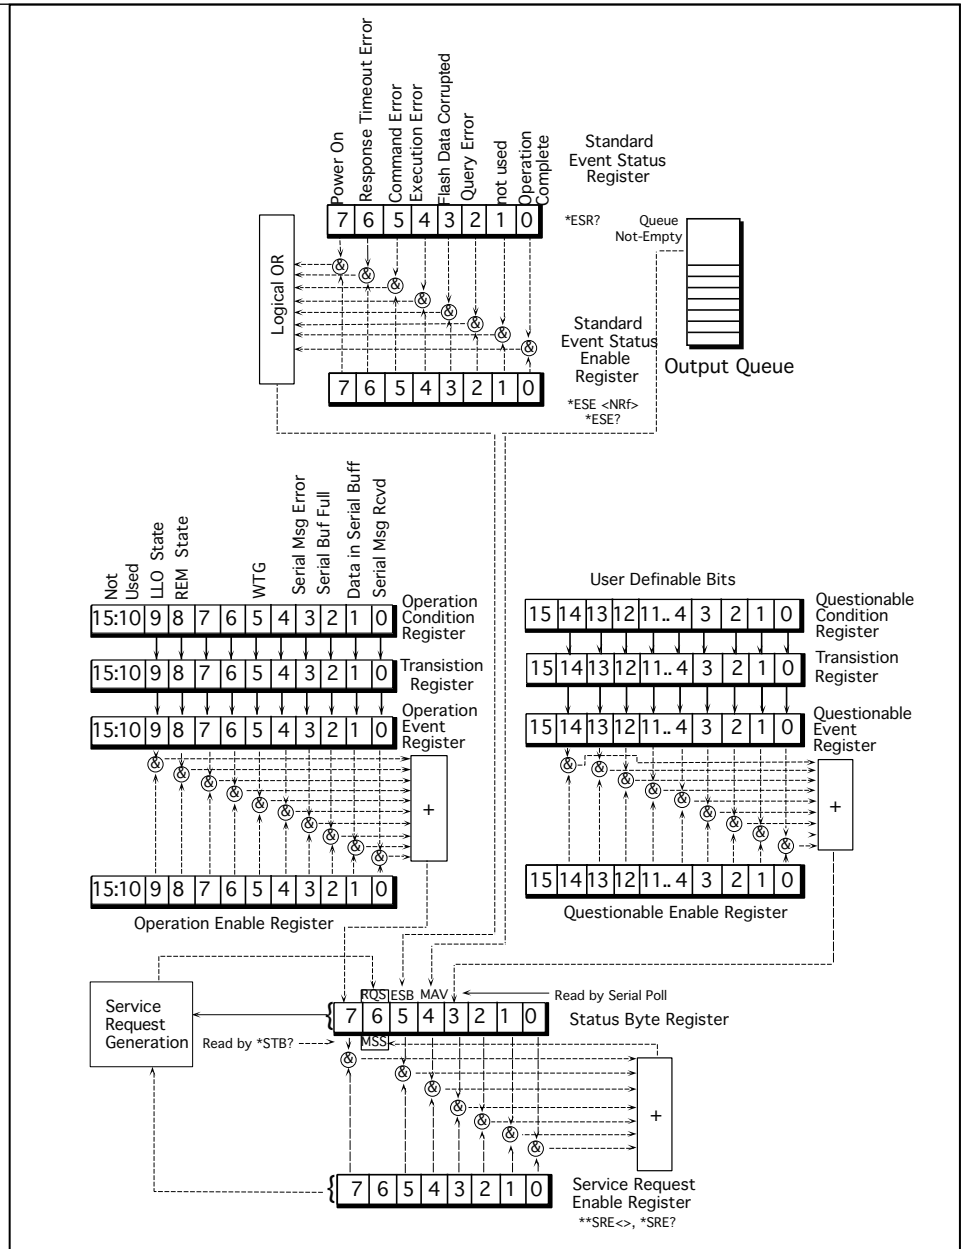 Power On
Response Timeout Error
Command Error
Execution Error
Flash Data Corrupted
Query Error
not used
Operation
Complete
Standard
Event Status
Register
7 6 5 4 3 2 1 0
*ESR?
Queue
Not-Empty
Logical OR
&
&
&
&
&
&
&
&
Standard
Event Status
Enable
Register
Output Queue
7 6 5 4 3 2 1 0
*ESE <NRf>
*ESE?
Not
Used
LLO State
REM State
WTG
Serial Msg Error
Serial Buf Full
Data in Serial Buff
Serial Msg Rcvd
15:10 9 8 7 6 5 4 3 2 1 0
Operation
Condition
Register
15:10 9 8 7 6 5 4 3 2 1 0
Transistion
Register
15:10 9 8 7 6 5 4 3 2 1 0
Operation
Event
Register
&
&
&
&
&
&
&
&
&
&
+
15:10 9 8 7 6 5 4 3 2 1 0
Operation Enable Register
User Definable Bits
15 14 13 12 11.. 4 3 2 1 0
Questionable
Condition
Register
15 14 13 12 11.. 4 3 2 1 0
Transistion
Register
15 14 13 12 11.. 4 3 2 1 0
Questionable
Event
Register
&
&
&
&
&
&
&
&
&
+
15 14 13 12 11.. 4 3 2 1 0
Questionable Enable Register
Service
Request
Generation
RQS ESB MAV
Read by Serial Poll
7 6 5 4 3 2 1 0
Status Byte Register
Read by *STB?
MSS
&
&
&
&
&
&
&
+
7 6 5 4 3 2 1 0
Service Request
Enable Register
**SRE<>, *SRE?